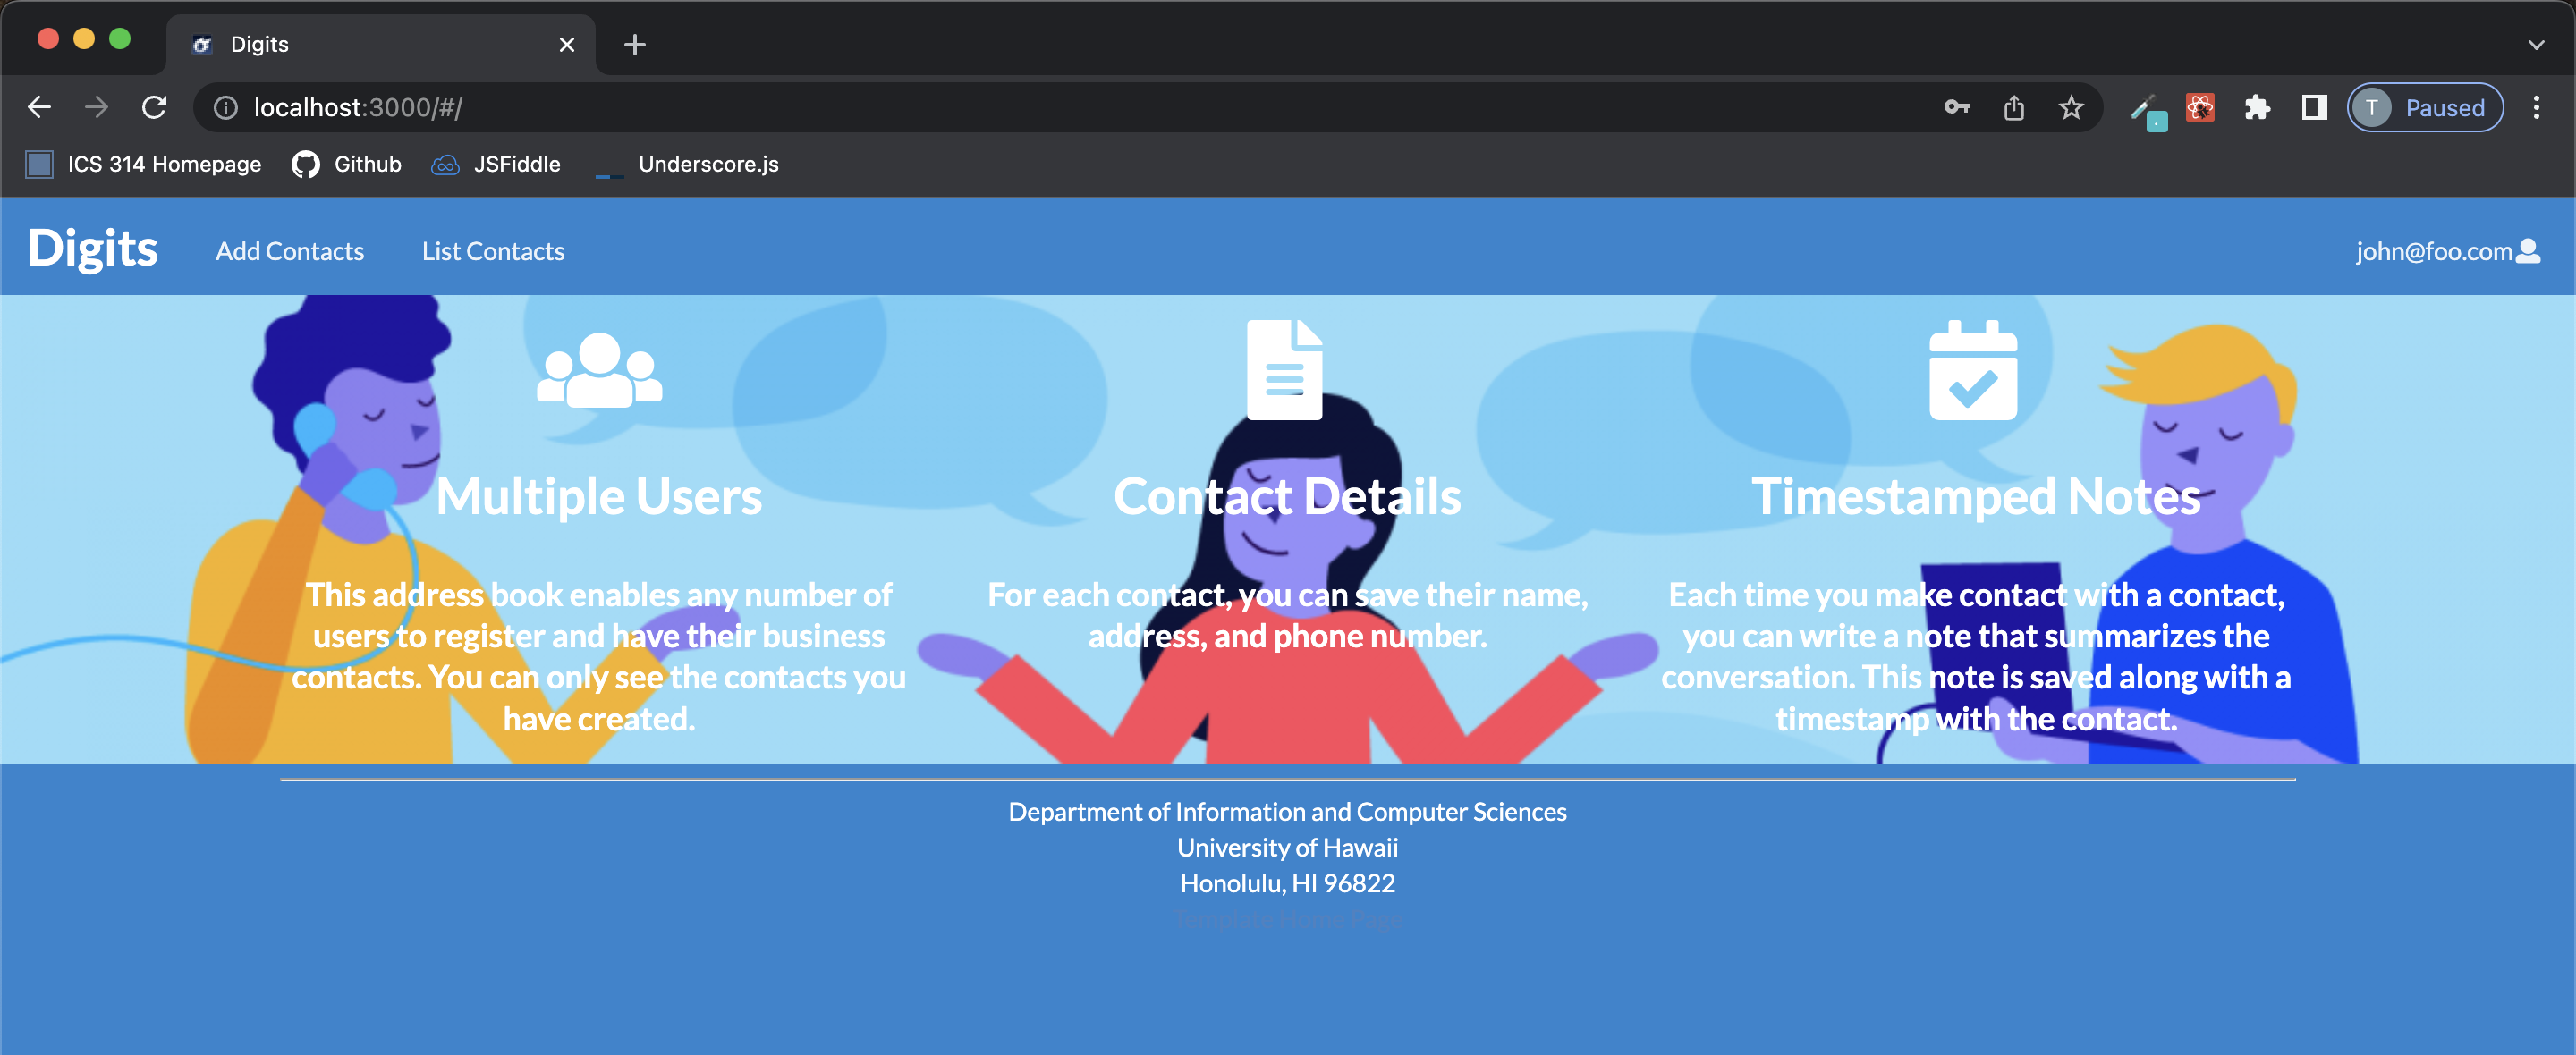 Digits
localhost:3000/#/
T Paused
ICS 314 Homepage Github JSFiddle Underscore.js
Digits Add Contacts List Contacts john@foo.com
Multiple Users
This address book enables any number of
users to register and have their business
contacts. You can only see the contacts you
have created.
Contact Details
For each contact, you can save their name,
address, and phone number.
Timestamped Notes
Each time you make contact with a contact,
you can write a note that summarizes the
conversation. This note is saved along with a
timestamp with the contact.
Department of Information and Computer Sciences
University of Hawaii
Honolulu, HI 96822
Template Home Page